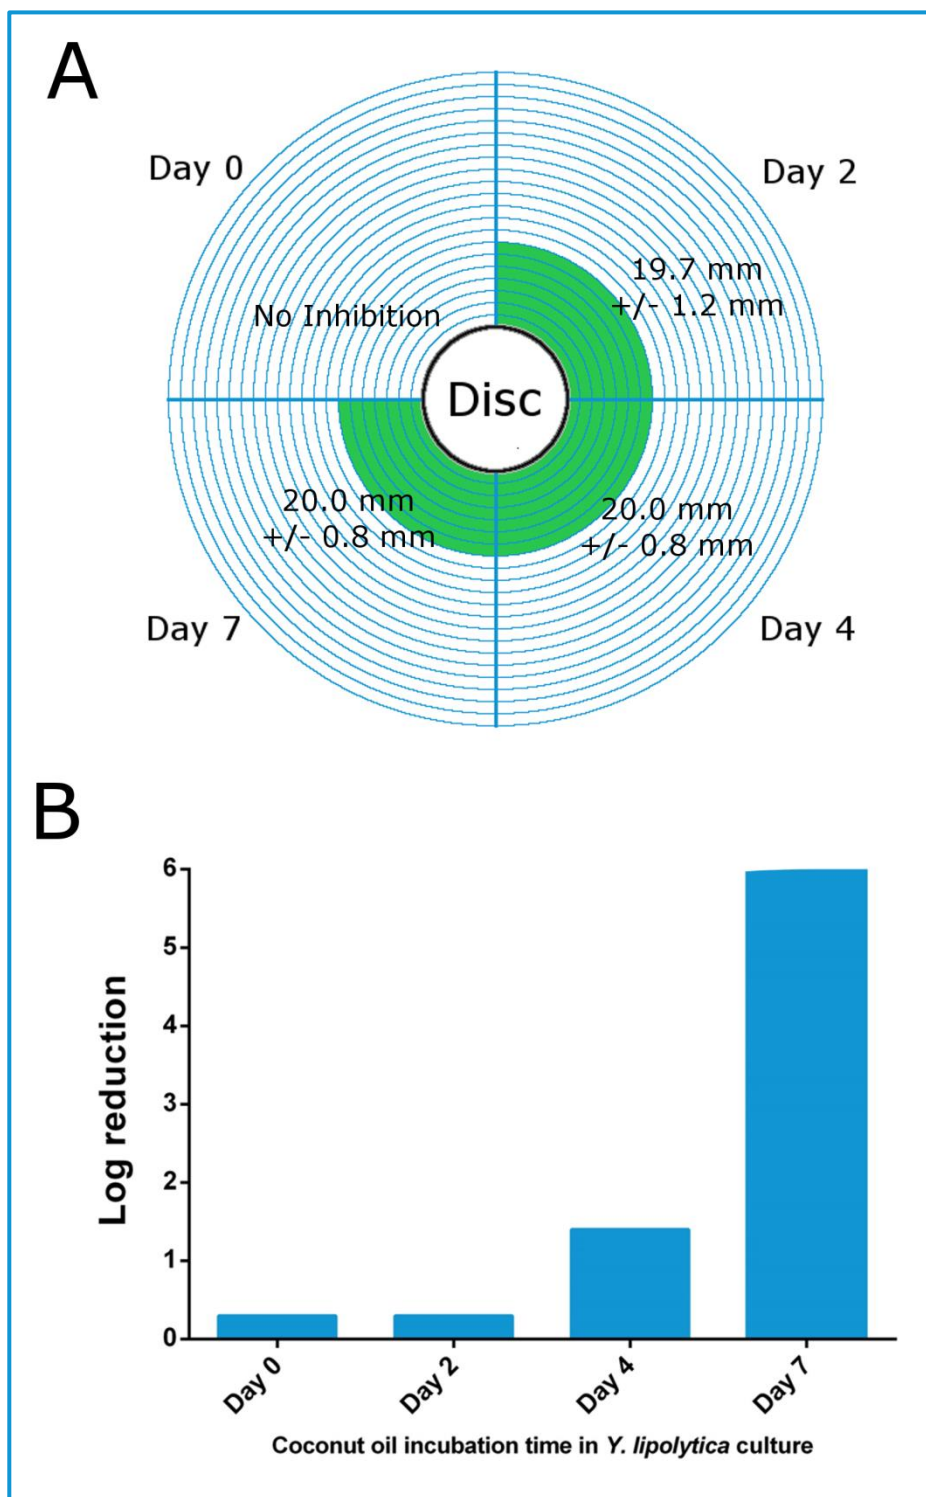 A
Day 0
Day 2
19.7 mm
+/- 1.2 mm
No Inhibition
Disc
20.0 mm
+/- 0.8 mm
20.0 mm
+/- 0.8 mm
Day 7
Day 4
B
6
5
4
3
2
1
0
Log reduction
Day 0
Day 2
Day 4
Day 7
Coconut oil incubation time in Y. lipolytica culture